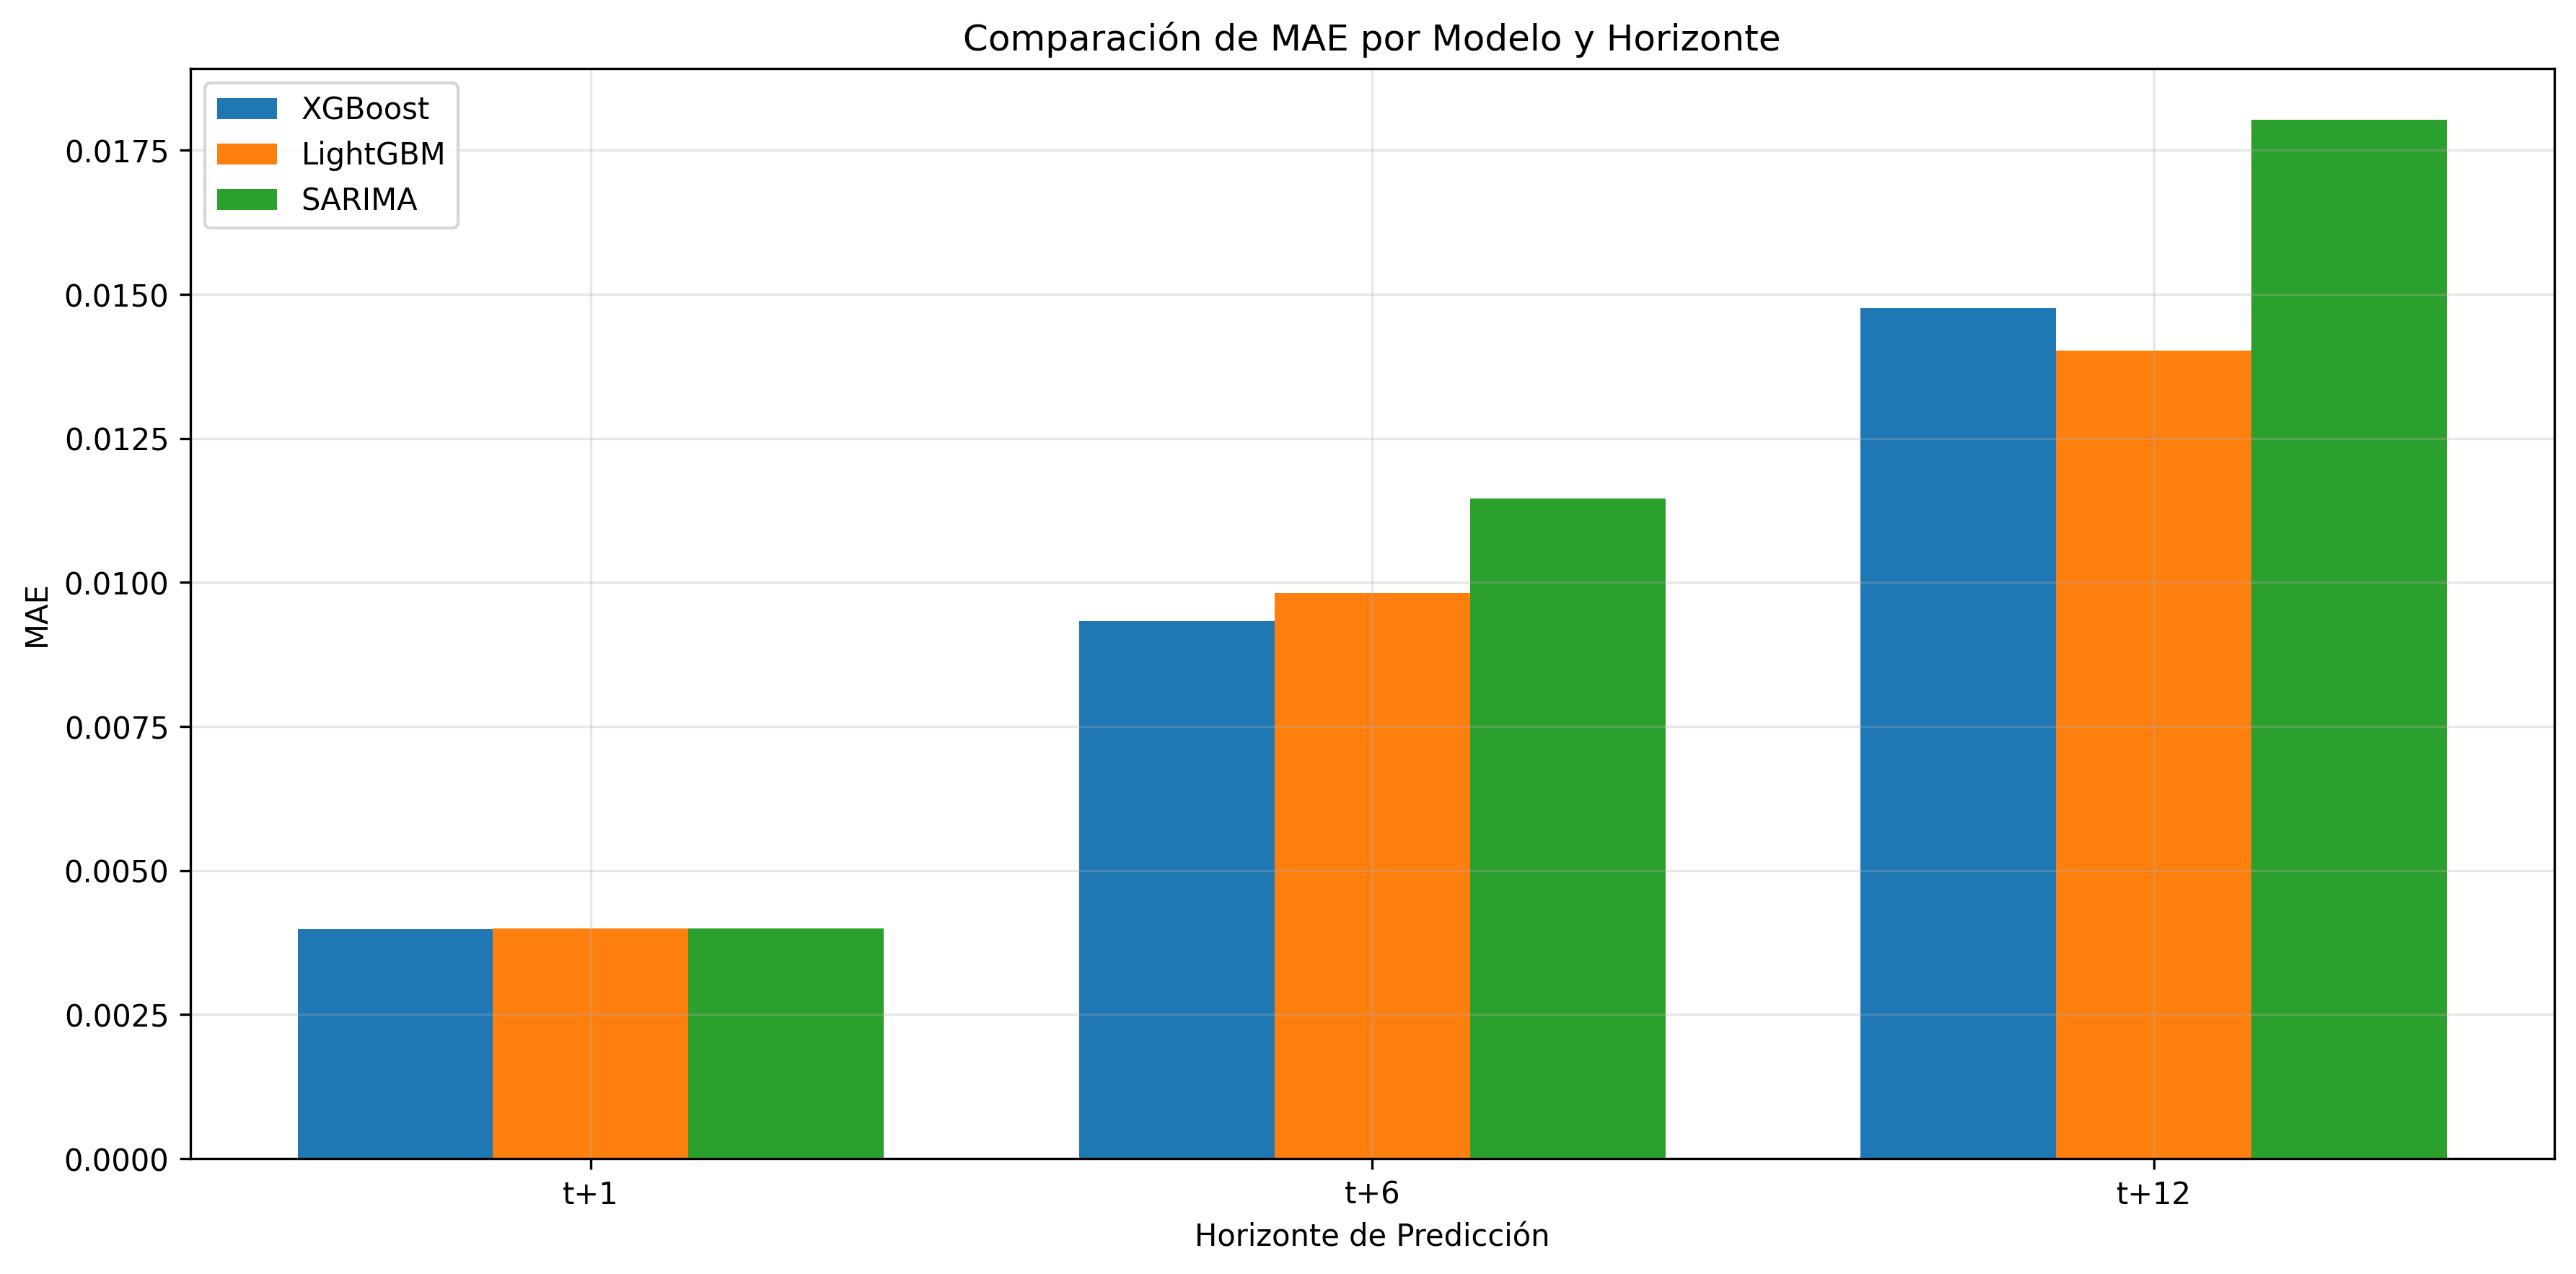 Comparación de MAE por Modelo y Horizonte
XGBoost
LightGBM
SARIMA
0.0175
0.0150
0.0125
0.0100
0.0075
0.0050
0.0025
0.0000
MAE
t+1
t+6
t+12
Horizonte de Predicción